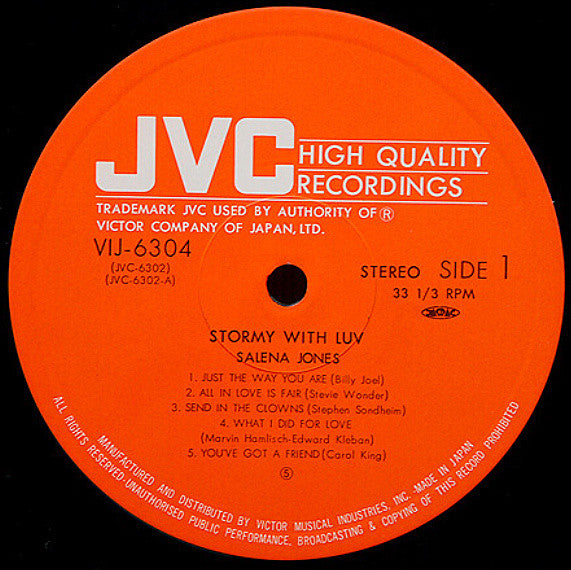 JVC
HIGH QUALITY
RECORDINGS
TRADEMARK JVC USED BY AUTHORITY OF ®
VICTOR COMPANY OF JAPAN, LTD.
VIJ-6304
(JVC-6302)
(JVC-6302-A)
STEREO SIDE 1
33 1/3 RPM
STORMY WITH LUV
SALENA JONES
1. JUST THE WAY YOU ARE (Billy Joel)
2. ALL IN LOVE IS FAIR (Stevie Wonder)
3. SEND IN THE CLOWNS (Stephen Sondheim)
4. WHAT I DID FOR LOVE
(Marvin Hamlisch-Edward Kleban)
5. YOU'VE GOT A FRIEND (Carol King)
Ⓢ
MANUFACTURED AND DISTRIBUTED BY VICTOR MUSICAL INDUSTRIES, INC.-MADE IN JAPAN
ALL RIGHTS RESERVED-UNAUTHORISED PUBLIC PERFORMANCE, BROADCASTING & COPYING OF THIS RECORD PROHIBITED